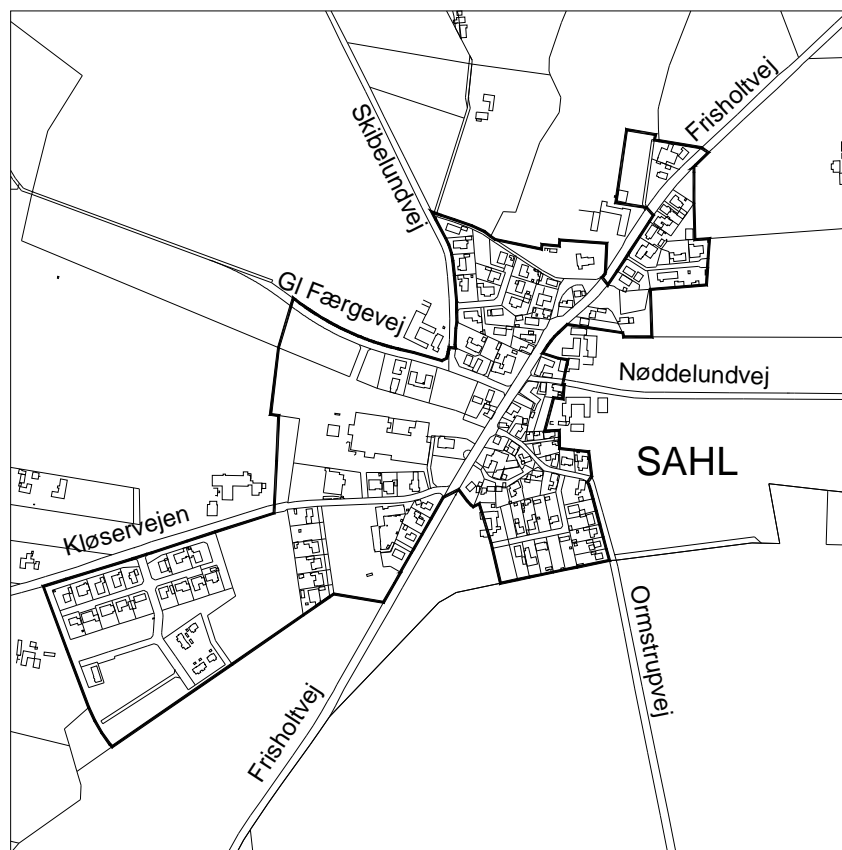 Frisholtvej
Skibelundvej
Gl Færgevej
Nøddelundvej
SAHL
Kløservejen
Ormstrupvej
Frisholtvej